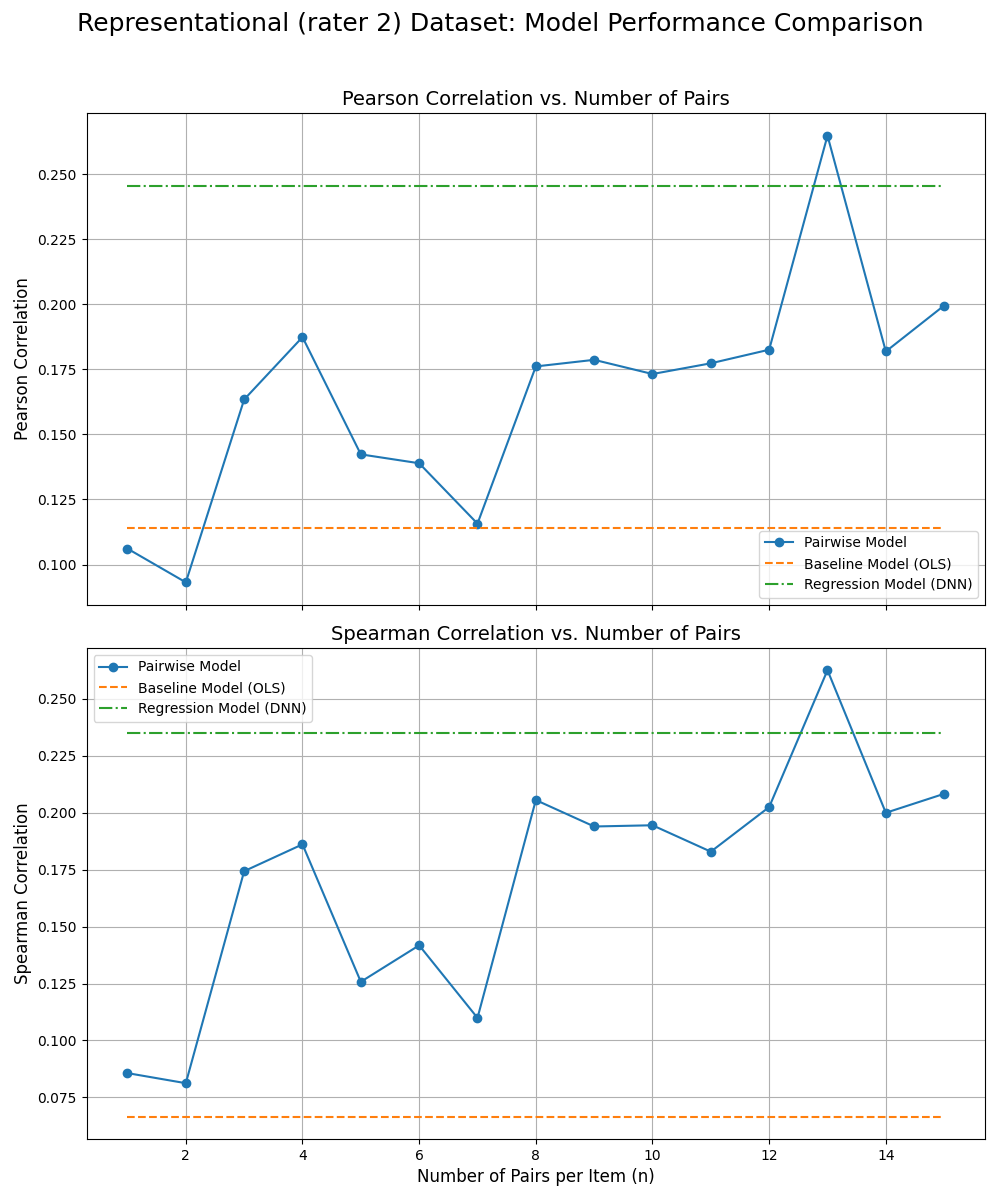 Representational (rater 2) Dataset: Model Performance Comparison
Pearson Correlation vs. Number of Pairs
Pearson Correlation
0.250
0.225
0.200
0.175
0.150
0.125
0.100
Pairwise Model
Baseline Model (OLS)
Regression Model (DNN)
Spearman Correlation vs. Number of Pairs
Spearman Correlation
0.250
0.225
0.200
0.175
0.150
0.125
0.100
0.075
Pairwise Model
Baseline Model (OLS)
Regression Model (DNN)
2 4 6 8 10 12 14
Number of Pairs per Item (n)